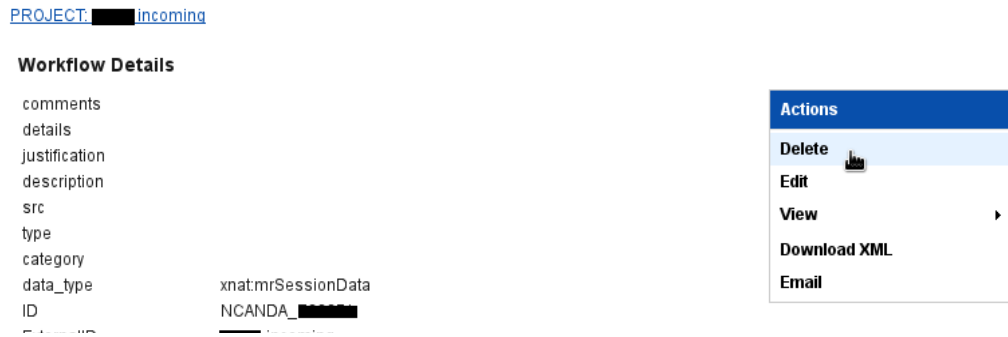 PROJECT: incoming
Workflow Details
comments
details
justification
description
src
type
category
data_type xnat:mrSessionData
ID NCANDA_
Actions
Delete
Edit
View
Download XML
Email